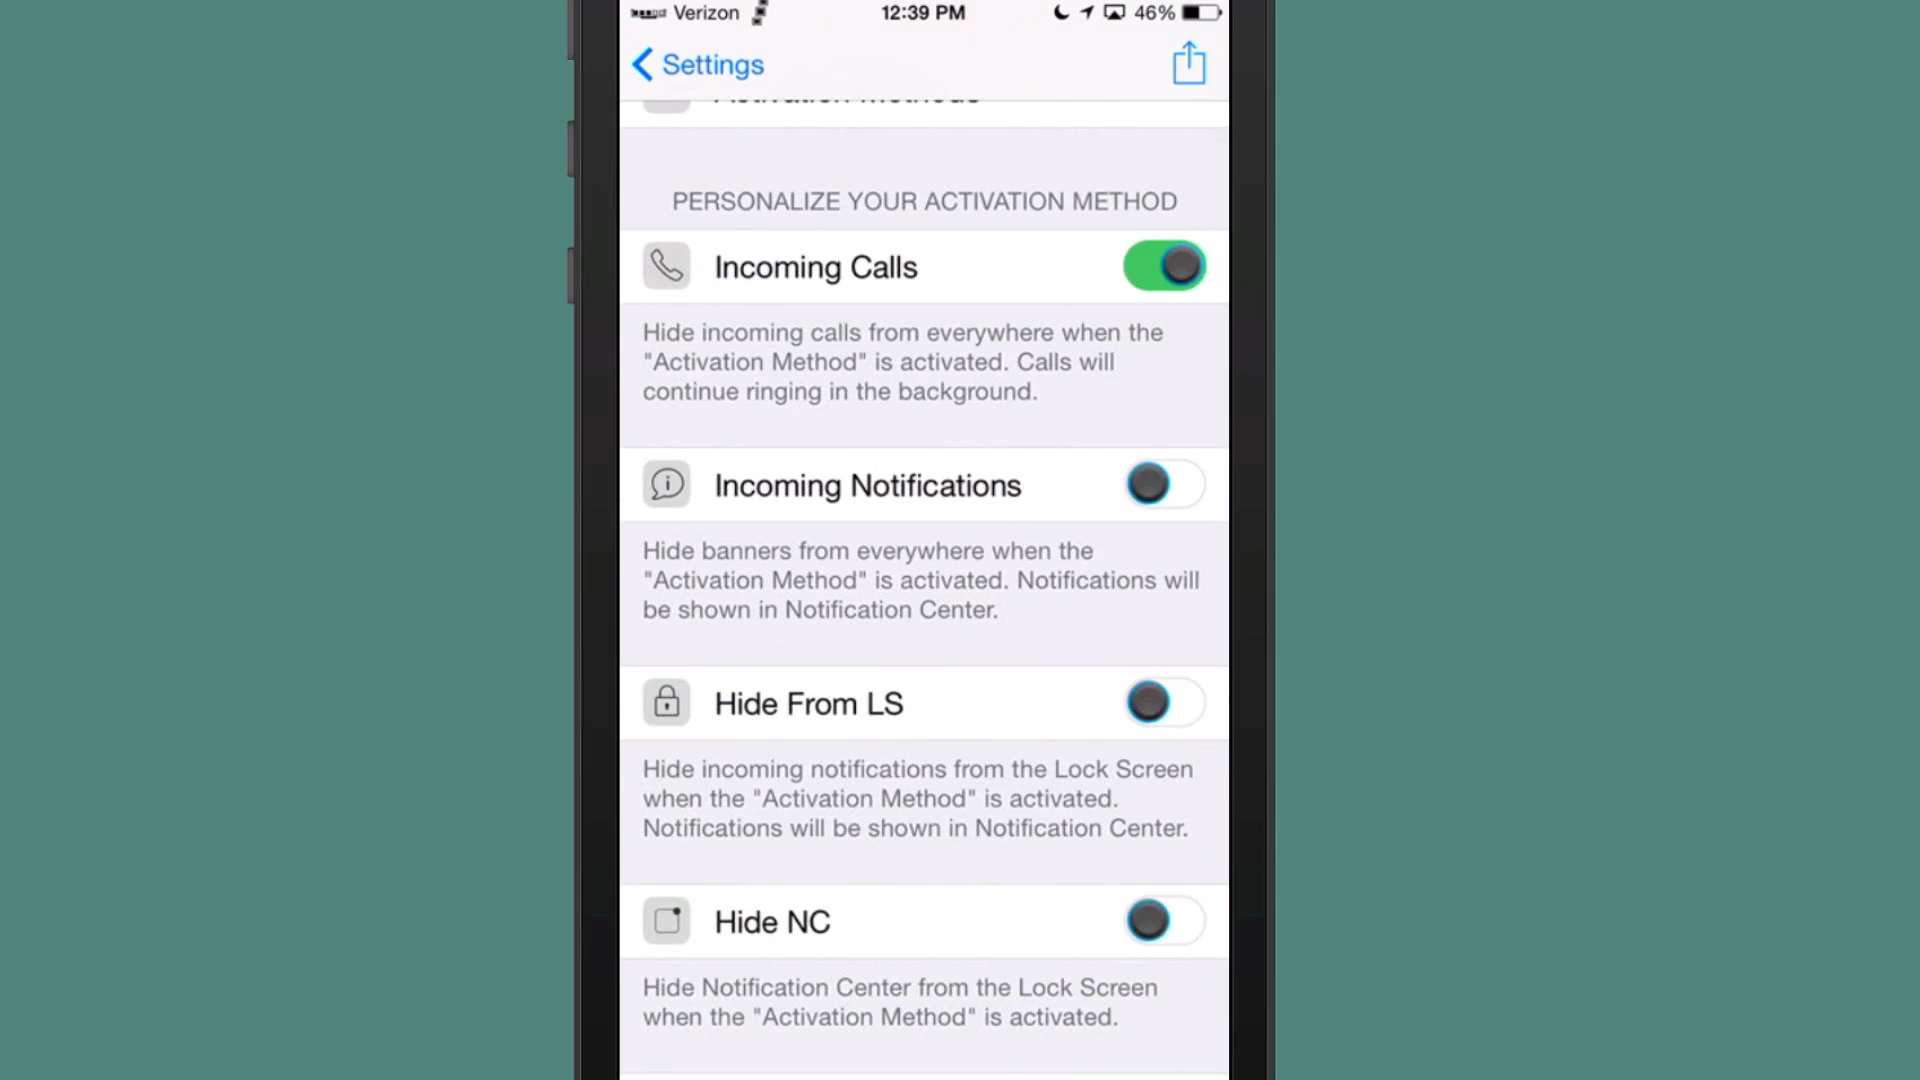 Verizon 12:39 PM 46%
Settings
Activation Methods
PERSONALIZE YOUR ACTIVATION METHOD
Incoming Calls
Hide incoming calls from everywhere when the
"Activation Method" is activated. Calls will
continue ringing in the background.
Incoming Notifications
Hide banners from everywhere when the
"Activation Method" is activated. Notifications will
be shown in Notification Center.
Hide From LS
Hide incoming notifications from the Lock Screen
when the "Activation Method" is activated.
Notifications will be shown in Notification Center.
Hide NC
Hide Notification Center from the Lock Screen
when the "Activation Method" is activated.